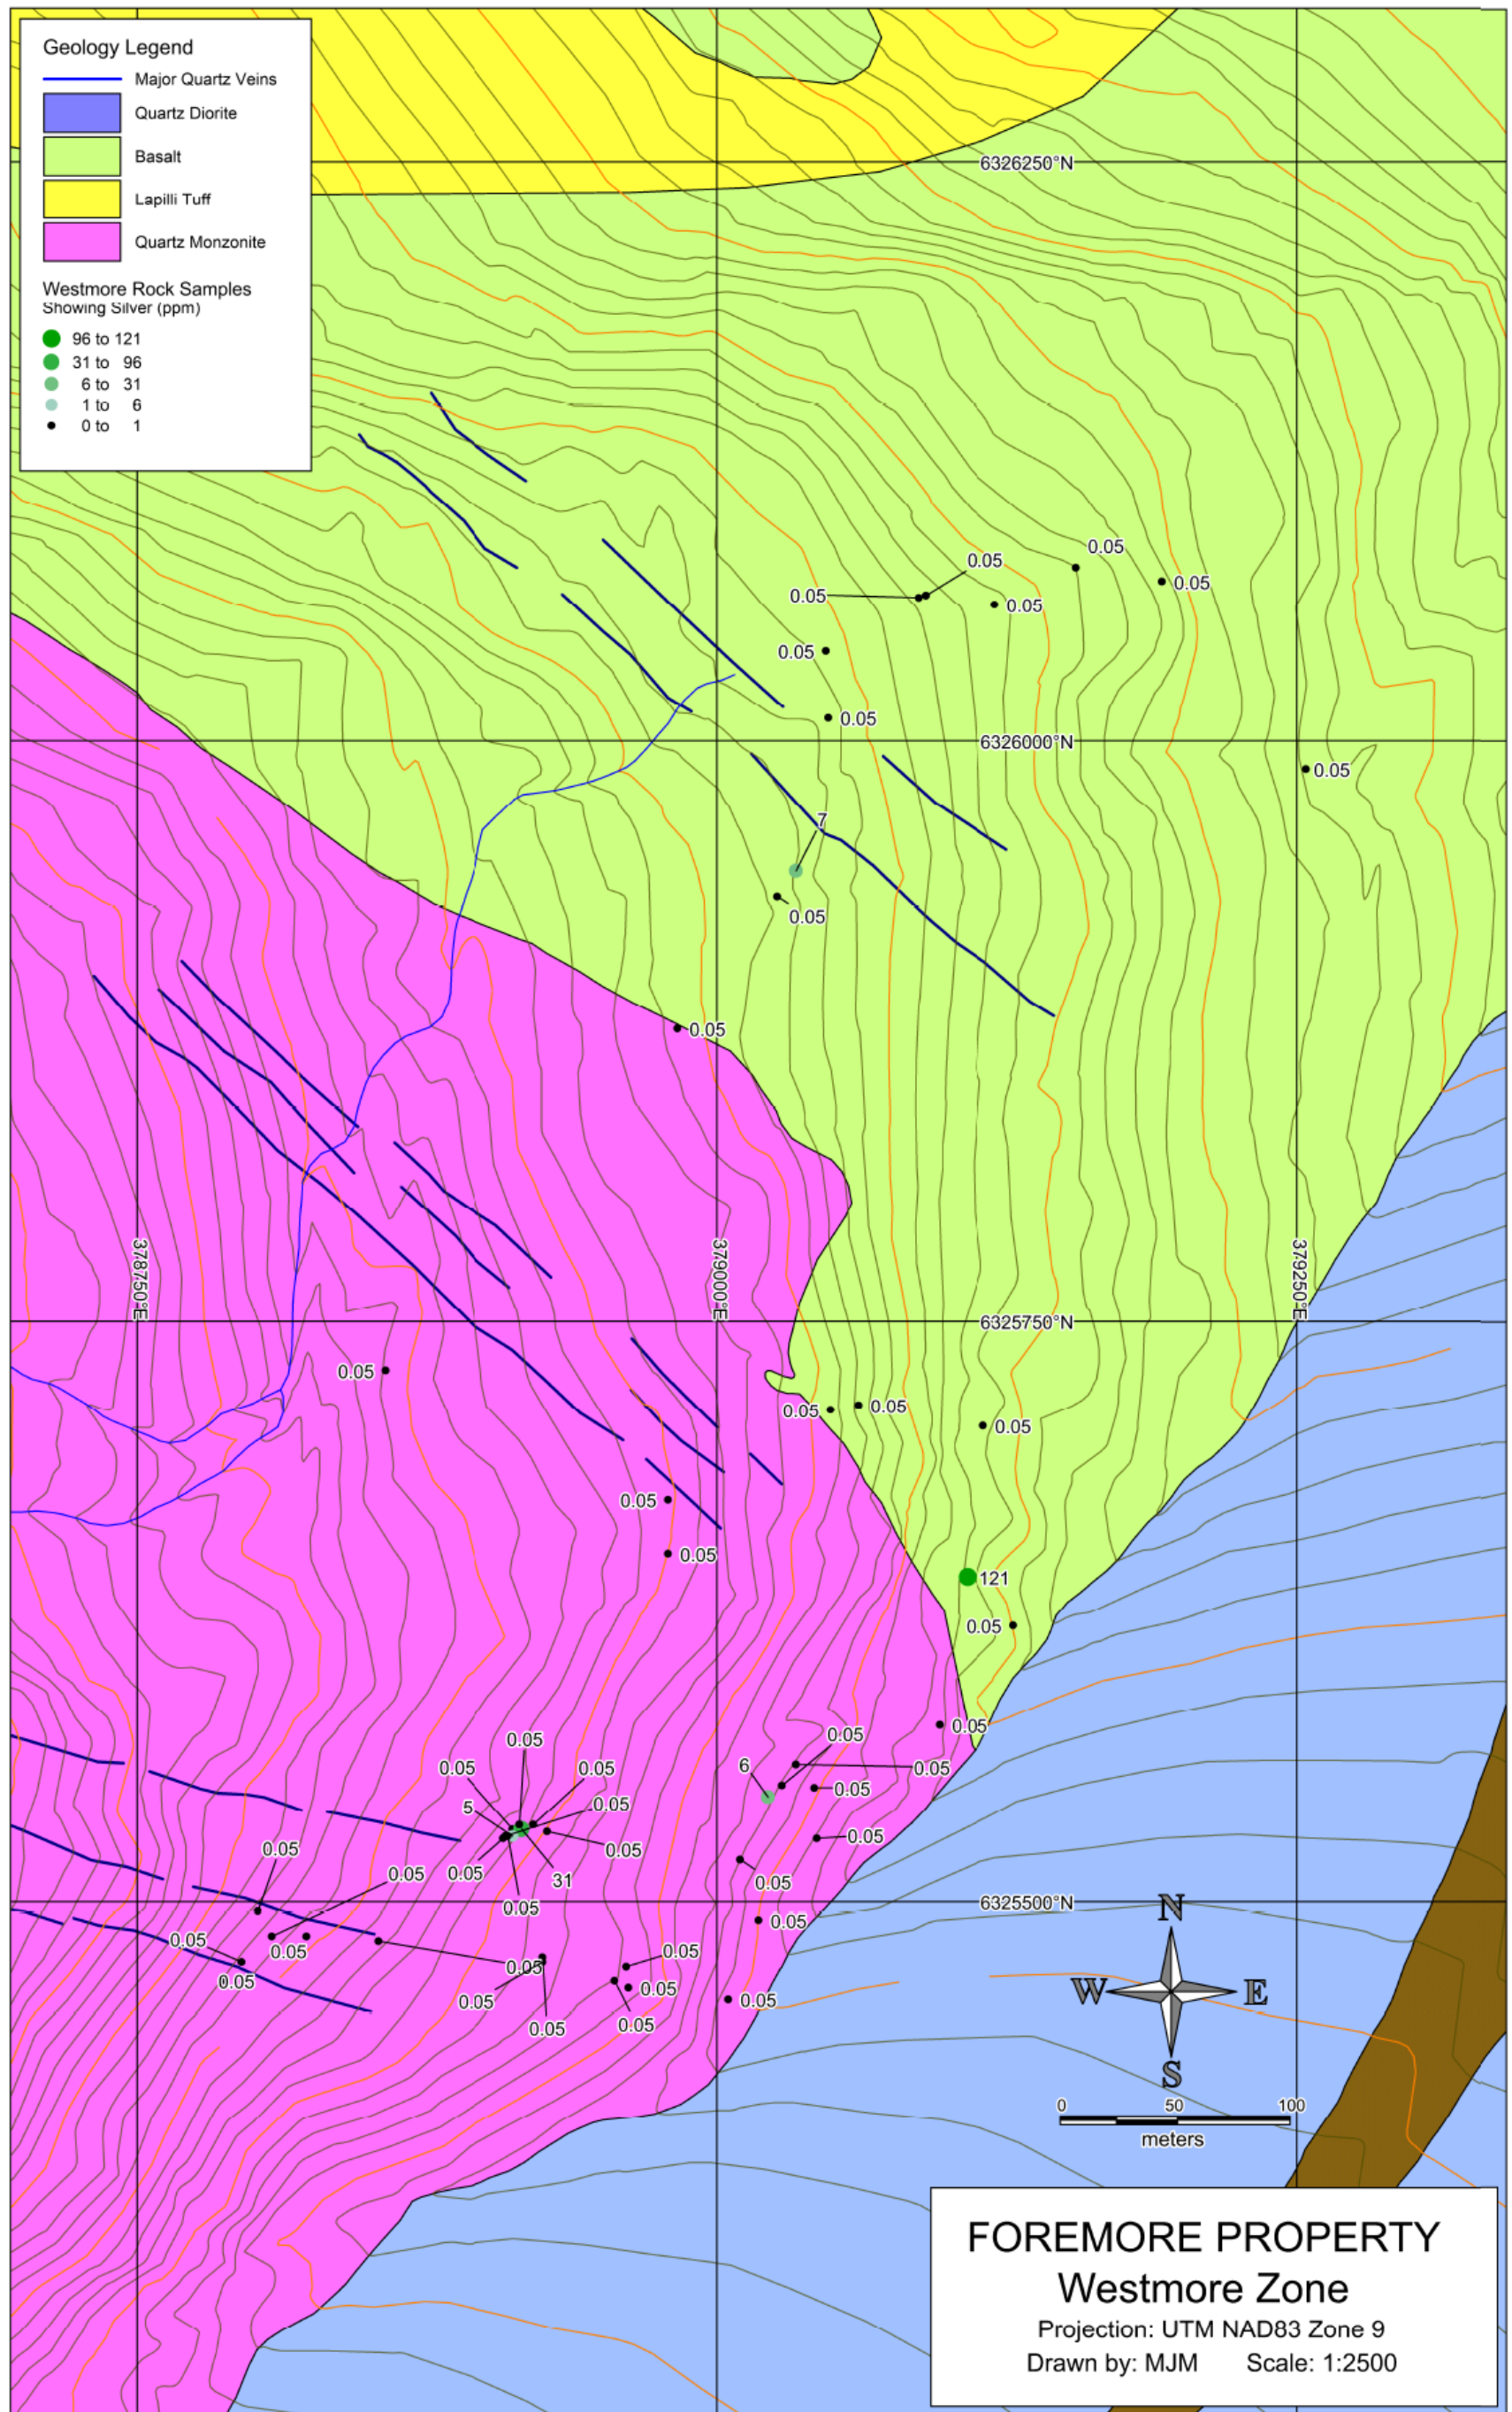 Geology Legend
Major Quartz Veins
Quartz Diorite
Basalt
Lapilli Tuff
Quartz Monzonite
Westmore Rock Samples
Showing Silver (ppm)
96 to 121
31 to 96
6 to 31
1 to 6
0 to 1
6326250°N
0.05
0.05
0.05
0.05
0.05
0.05
0.05
6326000°N
0.05
7
0.05
0.05
378750°E
379000°E
379250°E
6325750°N
0.05
0.05
0.05
0.05
0.05
0.05
121
0.05
0.05
0.05
0.05
6
0.05
0.05
0.05
0.05
5
0.05
0.05
0.05
0.05
0.05
31
0.05
0.05
0.05
0.05
6325500°N
0.05
N
0.05
0.05
0.05
0.05
0.05
0.05
0.05
0.05
0.05
0.05
W
E
S
0 50 100
meters
FOREMORE PROPERTY
Westmore Zone
Projection: UTM NAD83 Zone 9
Drawn by: MJM Scale: 1:2500